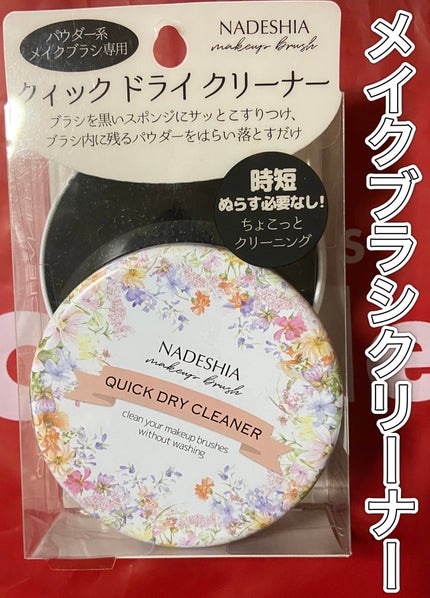 パウダー系
メイクブラシ専用
NADESHIA
makeup brush
クイック ドライ クリーナー
ブラシを黒いスポンジにサッとこすりつけ、
ブラシ内に残るパウダーをはらい落とすだけ
時短
ぬらす必要なし!
ちょこっと
クリーニング
NADESHIA
makeup brush
QUICK DRY CLEANER
clean your makeup brushes
without washing
メイクブラシクリーナー